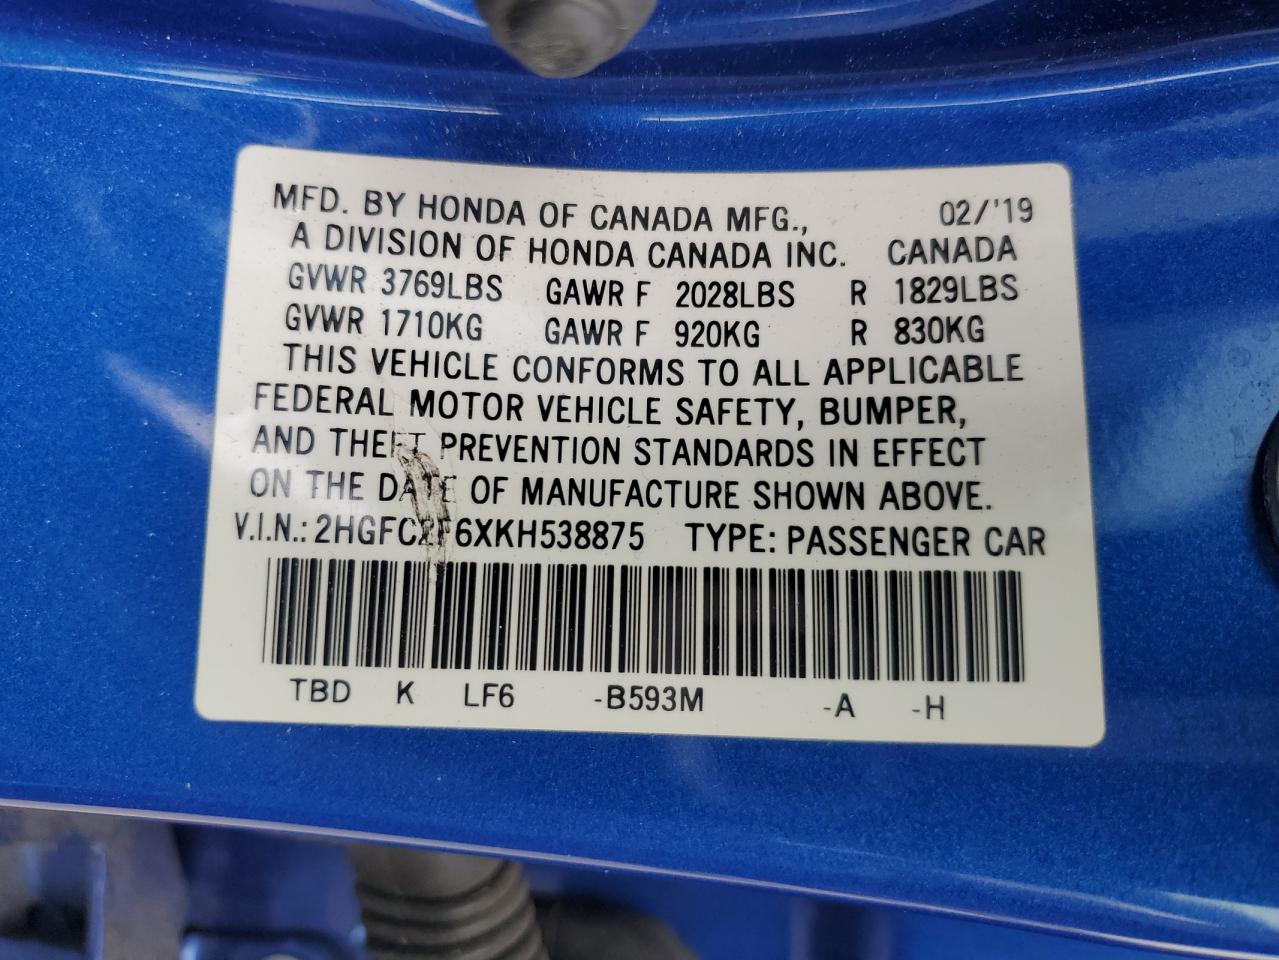 MFD. BY HONDA OF CANADA MFG., 02/'19
A DIVISION OF HONDA CANADA INC. CANADA
GVWR 3769LBS GAWR F 2028LBS R 1829LBS
GVWR 1710KG GAWR F 920KG R 830KG
THIS VEHICLE CONFORMS TO ALL APPLICABLE
FEDERAL MOTOR VEHICLE SAFETY, BUMPER,
AND THEFT PREVENTION STANDARDS IN EFFECT
ON THE DATE OF MANUFACTURE SHOWN ABOVE.
V.I.N.: 2HGFC2F6XKH538875 TYPE: PASSENGER CAR
TBD K LF6 -B593M -A -H